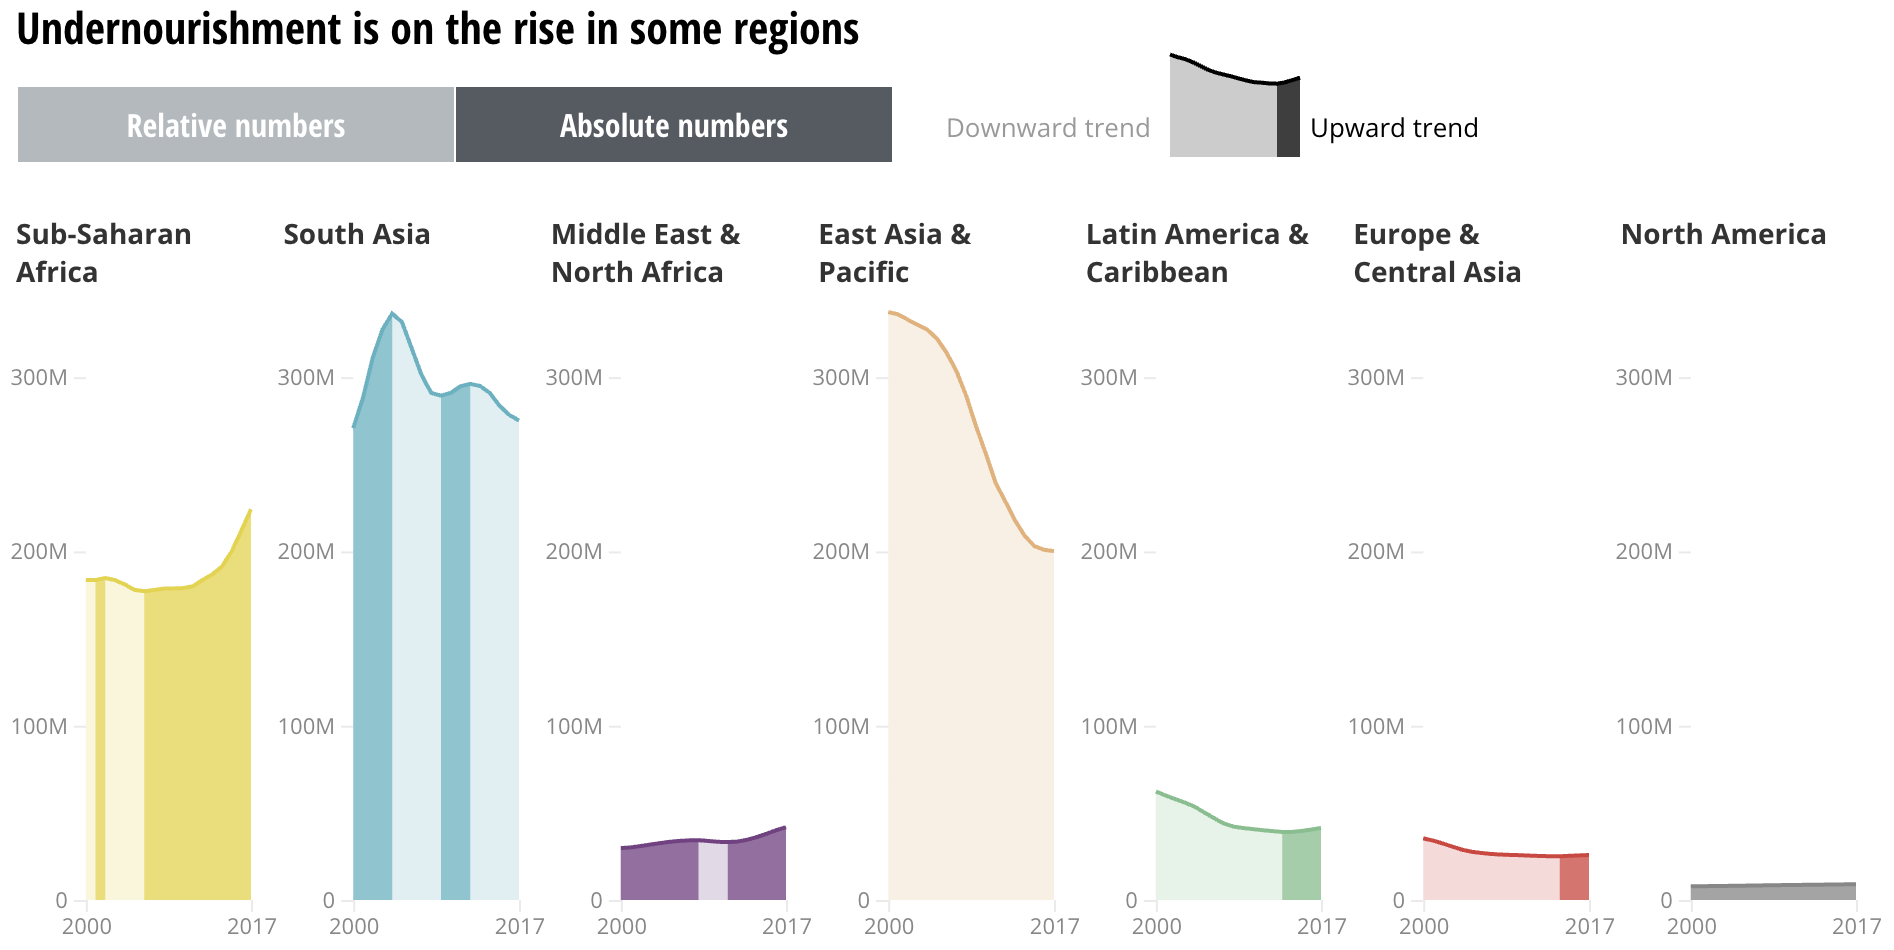 Undernourishment is on the rise in some regions
Relative numbers
Absolute numbers
Downward trend
Upward trend
Sub-Saharan
Africa
300M
200M
100M
0
2000
2017
South Asia
300M
200M
100M
0
2000
2017
Middle East &
North Africa
300M
200M
100M
0
2000
2017
East Asia &
Pacific
300M
200M
100M
0
2000
2017
Latin America &
Caribbean
300M
200M
100M
0
2000
2017
Europe &
Central Asia
300M
200M
100M
0
2000
2017
North America
300M
200M
100M
0
2000
2017